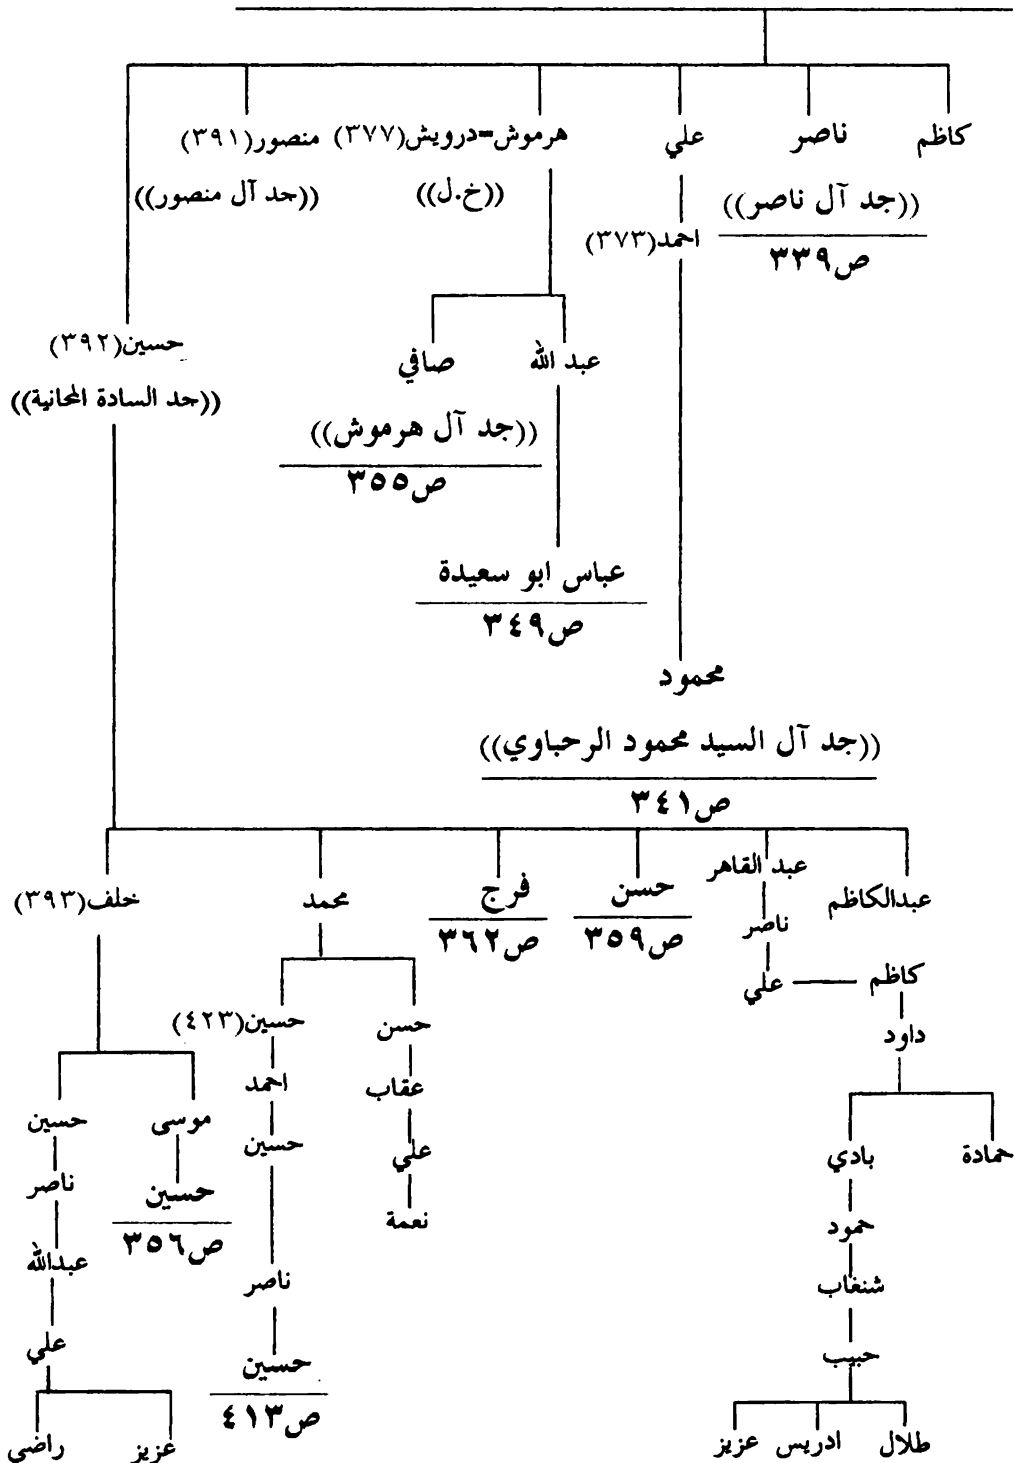 كاظم ناصر علي هرموش=درويش(٣٧٧) منصور(٣٩١)
((جد آل ناصر)) ((خ.ل)) ((جد آل منصور))
احمد(٣٧٣)
ص٣٣٩
حسين(٣٩٢)
عبد الله صافي
((جد السادة المحانية))
((جد آل هرموش))
ص٣٥٥
عباس ابو سعيدة
ص٣٤٩
محمود
((جد آل السيد محمود الرحباوي))
ص٣٤١
عبدالكاظم عبد القاهر حسن فرج محمد خلف(٣٩٣)
ناصر ص٣٥٩ ص٣٦٢
كاظم علي
داود حسن حسين(٤٢٣)
عقاب احمد
حمادة بادي علي حسين موسى حسين
نعمة حسين ناصر
حمود ص٣٥٦
شنغاب ناصر عبدالله
حبيب حسين علي
ص٤١٣
طلال ادريس عزيز عزيز راضي